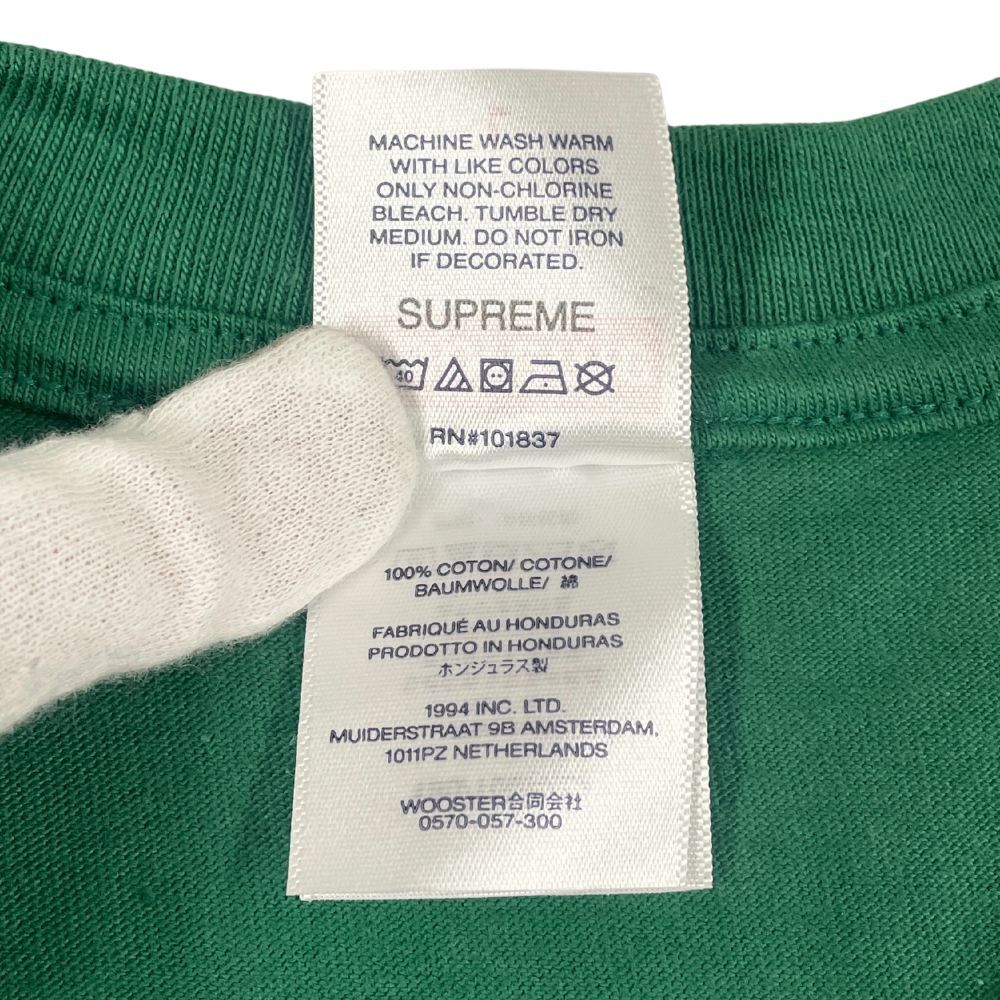 MACHINE WASH WARM
WITH LIKE COLORS
ONLY NON-CHLORINE
BLEACH. TUMBLE DRY
MEDIUM. DO NOT IRON
IF DECORATED.
SUPREME
40
RN#101837
100% COTON/ COTONE/
BAUMWOLLE/ 綿
FABRIQUÉ AU HONDURAS
PRODOTTO IN HONDURAS
ホンジュラス製
1994 INC. LTD.
MUIDERSTRAAT 9B AMSTERDAM,
1011PZ NETHERLANDS
WOOSTER合同会社
0570-057-300